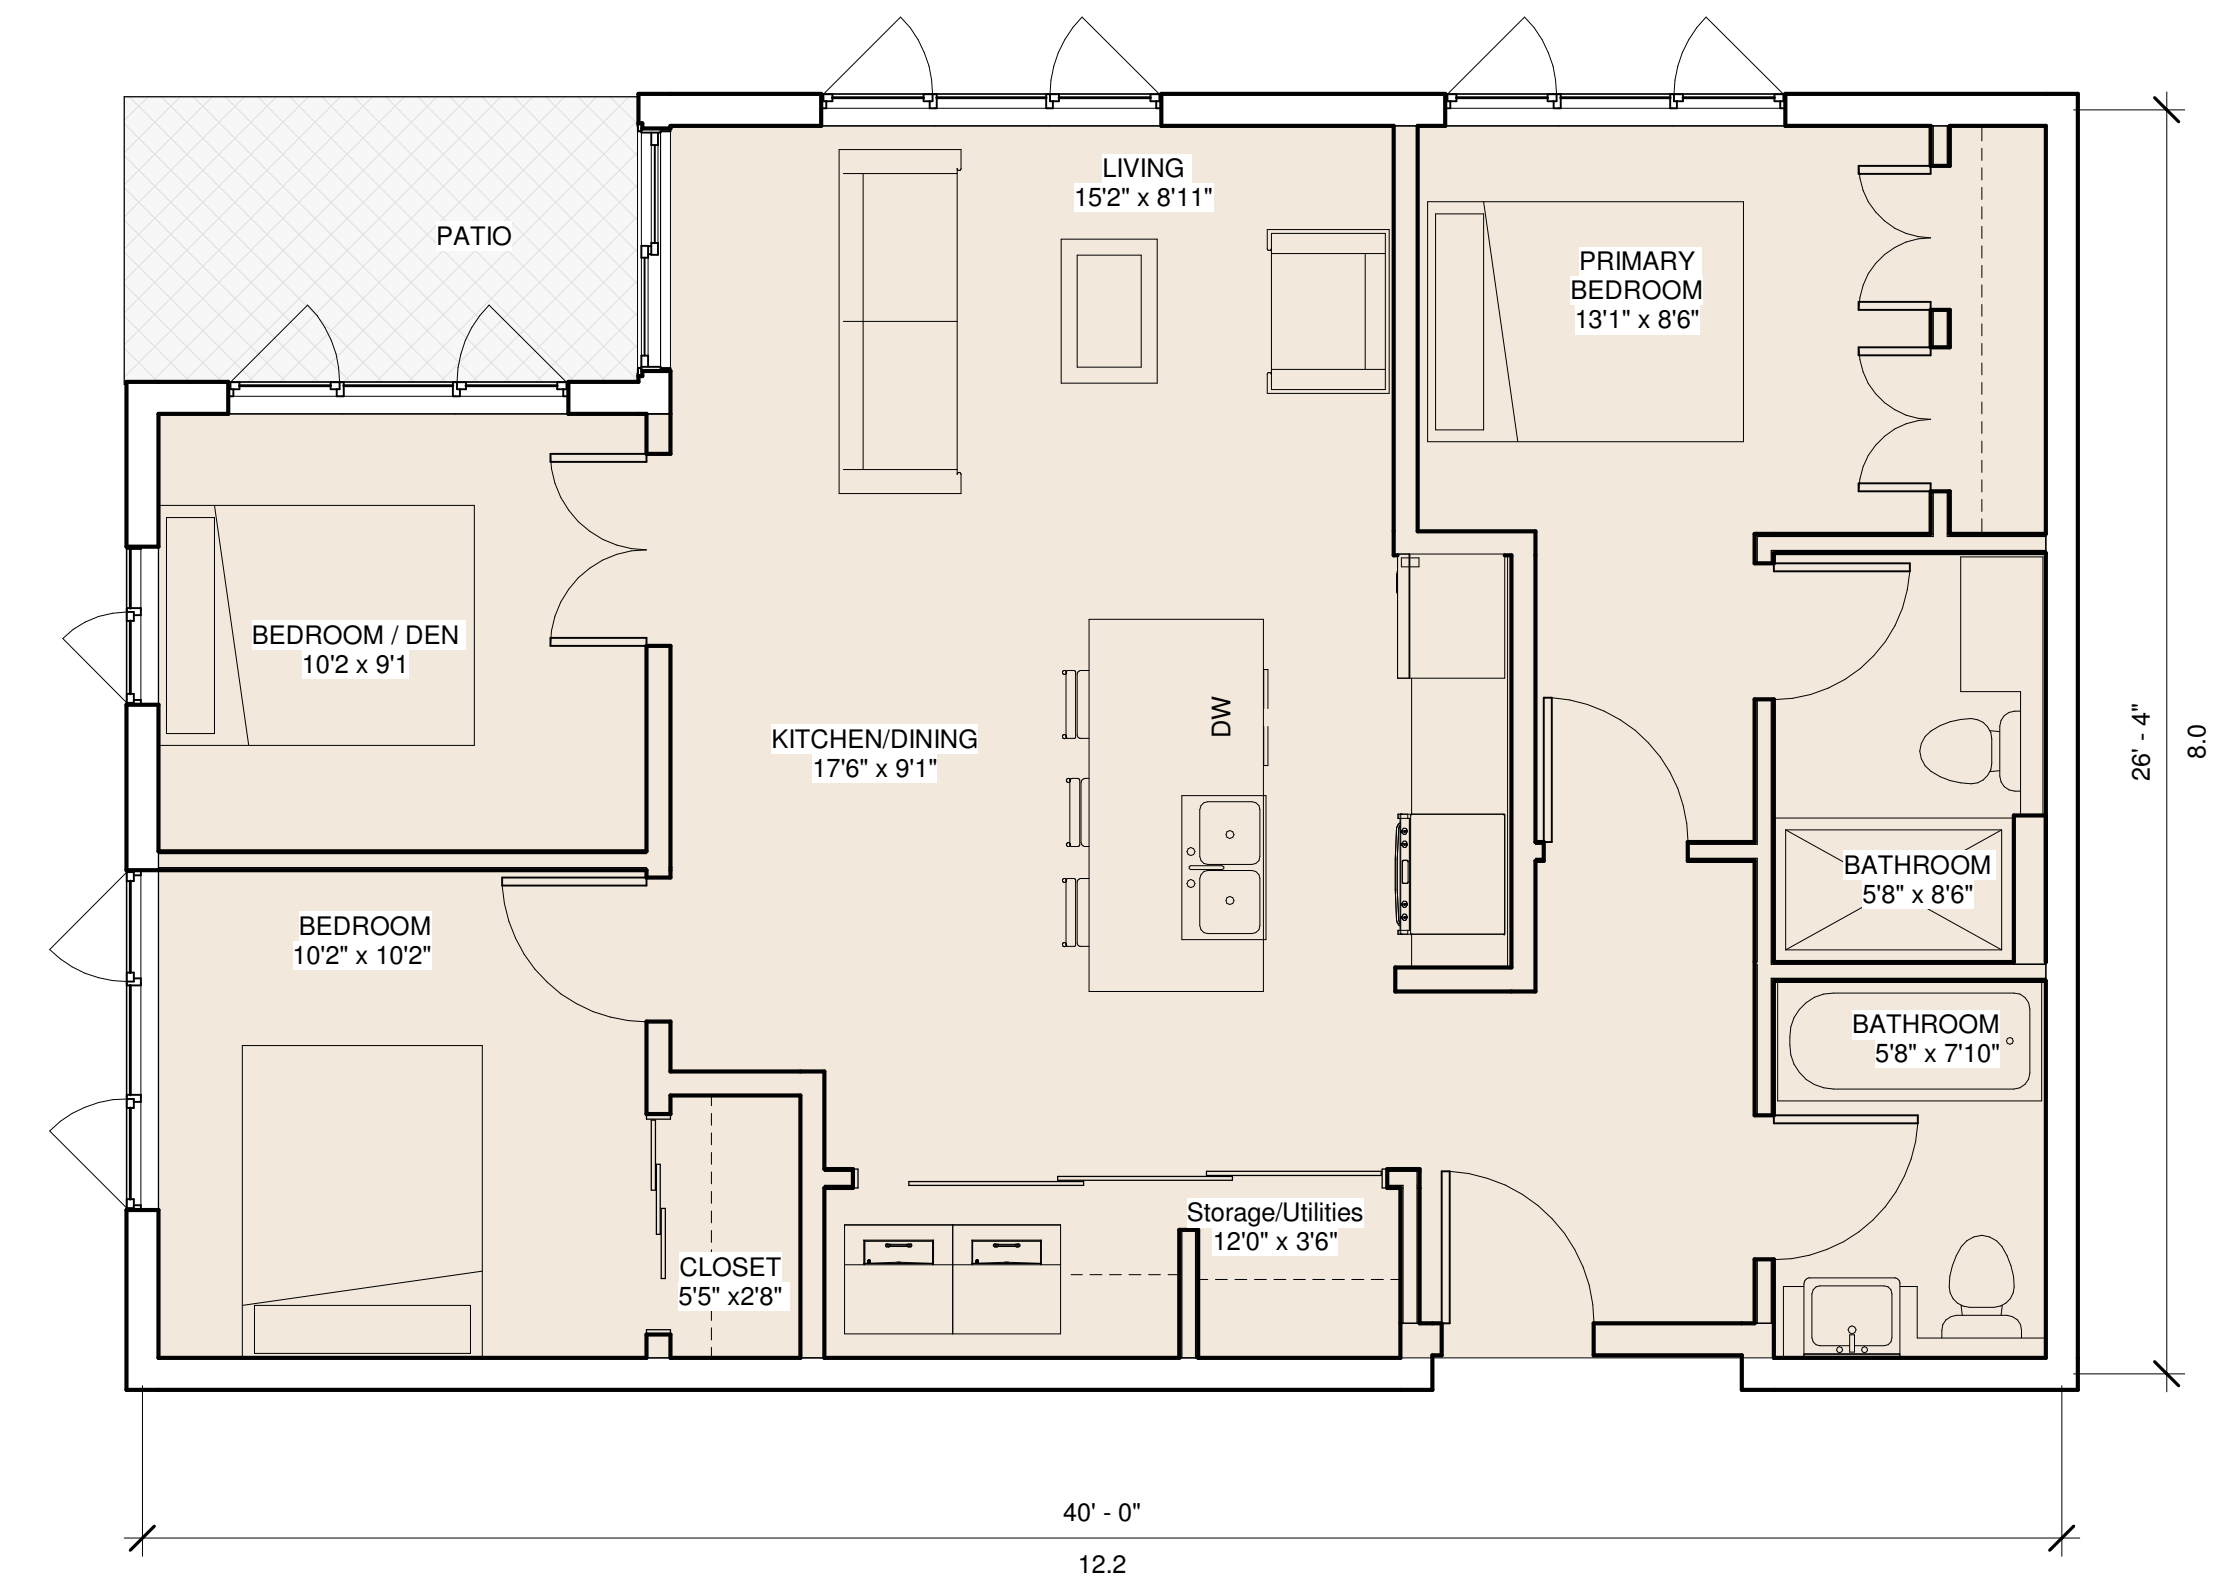 LIVING
15'2" x 8'11"
PATIO
PRIMARY
BEDROOM
13'1" x 8'6"
BEDROOM / DEN
10'2 x 9'1
DW
KITCHEN/DINING
17'6" x 9'1"
26' - 4"
8.0
BATHROOM
5'8" x 8'6"
BEDROOM
10'2" x 10'2"
BATHROOM
5'8" x 7'10"
Storage/Utilities
12'0" x 3'6"
CLOSET
5'5" x2'8"
40' - 0"
12.2